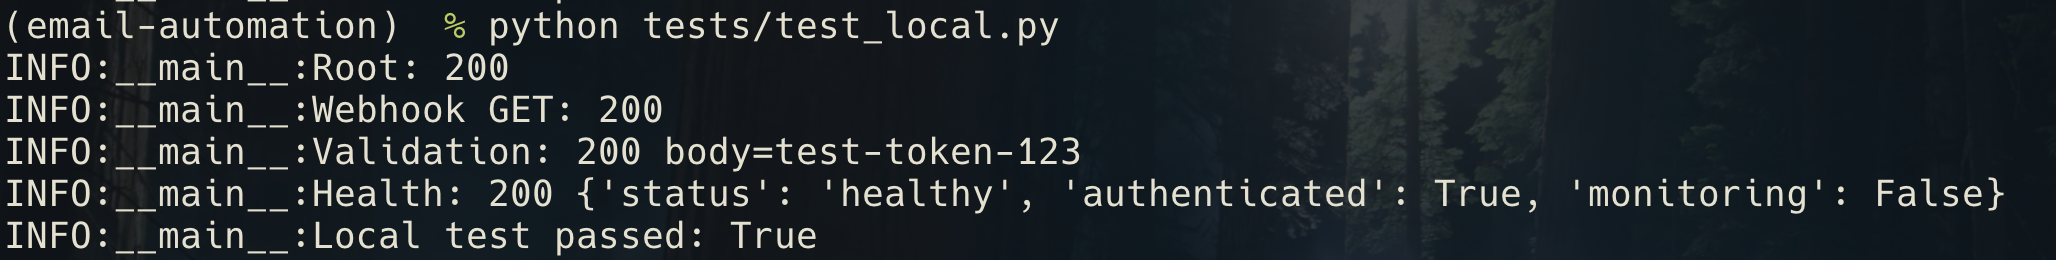 (email-automation)  % python tests/test_local.py
INFO:__main__:Root: 200
INFO:__main__:Webhook GET: 200
INFO:__main__:Validation: 200 body=test-token-123
INFO:__main__:Health: 200 {'status': 'healthy', 'authenticated': True, 'monitoring': False}
INFO:__main__:Local test passed: True